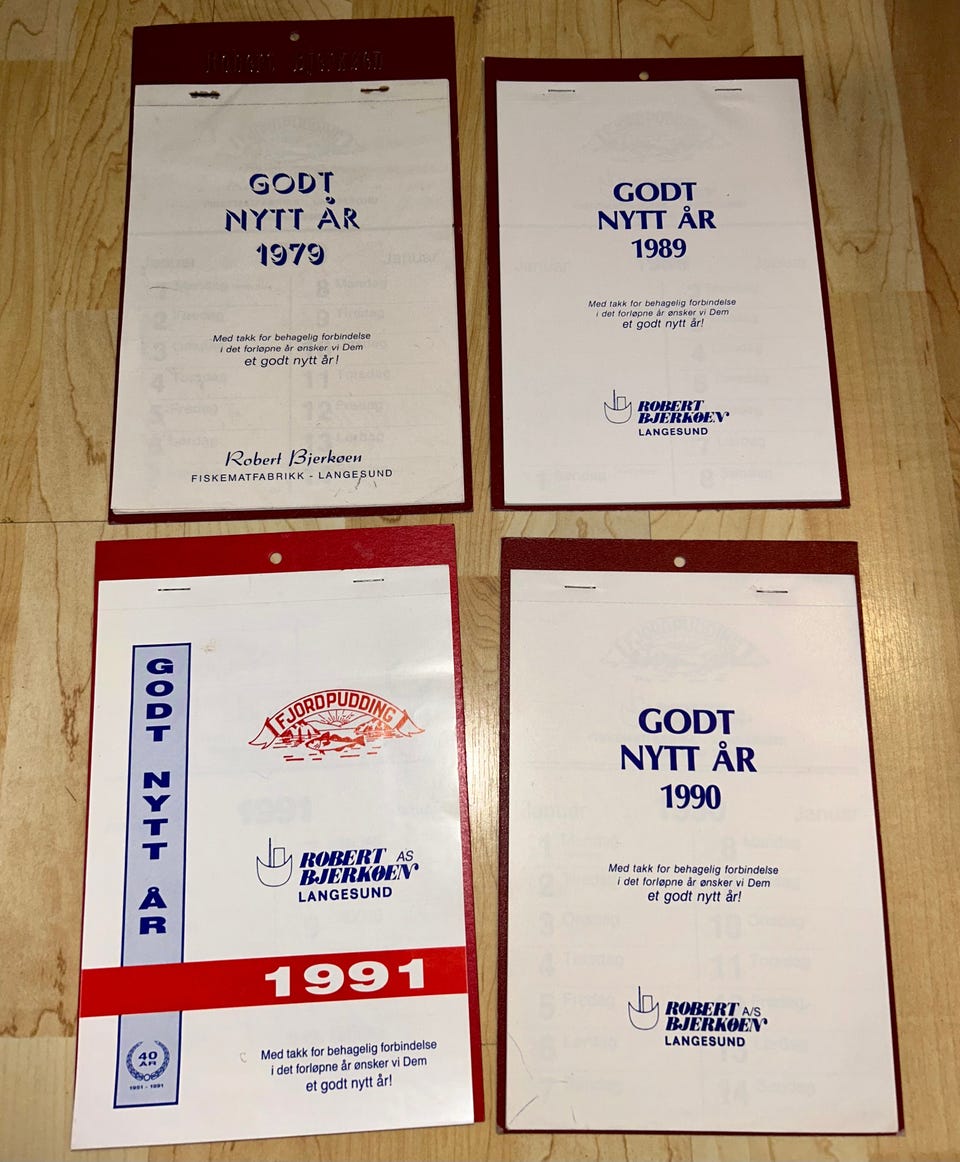 Robert Bjerkøen
GODT
NYTT ÅR
1979
Med takk for behagelig forbindelse
i det forløpne år ønsker vi Dem
et godt nytt år!
Robert Bjerkøen
FISKEMATFABRIKK - LANGESUND
GODT
NYTT ÅR
1989
Med takk for behagelig forbindelse
i det forløpne år ønsker vi Dem
et godt nytt år!
ROBERT
BJERKØEN
LANGESUND
GODT NYTT ÅR
FJORDPUDDING
ROBERT AS
BJERKØEN
LANGESUND
1991
40
ÅR
1951 - 1991
Med takk for behagelig forbindelse
i det forløpne år ønsker vi Dem
et godt nytt år!
GODT
NYTT ÅR
1990
Med takk for behagelig forbindelse
i det forløpne år ønsker vi Dem
et godt nytt år!
ROBERT A/S
BJERKØEN
LANGESUND